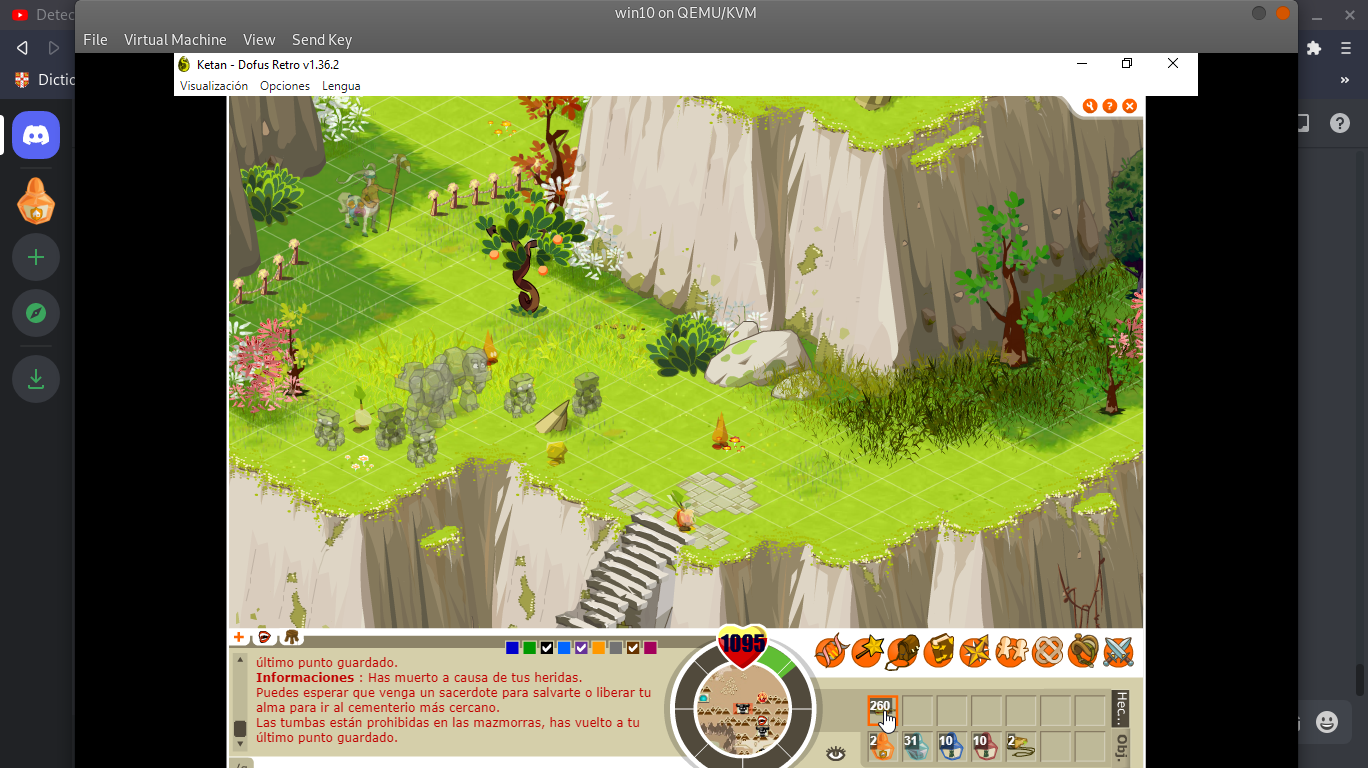 Detec
win10 on QEMU/KVM
File Virtual Machine View Send Key
Dictio
Ketan - Dofus Retro v1.36.2
Visualización Opciones Lengua
1095
último punto guardado.
Informaciones : Has muerto a causa de tus heridas.
Puedes esperar que venga un sacerdote para salvarte o liberar tu
alma para ir al cementerio más cercano.
Las tumbas están prohibidas en las mazmorras, has vuelto a tu
último punto guardado.
260
2 31 10 10 2
Hec...
Obj.